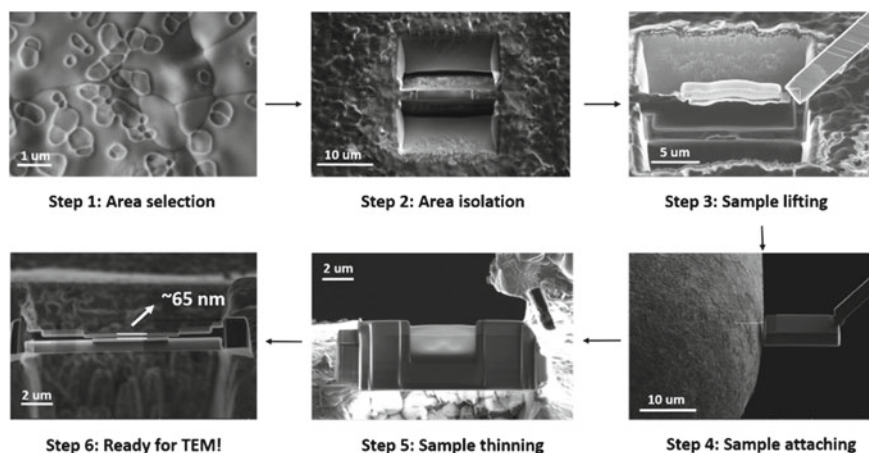 1 um
10 um
5 um
Step 1: Area selection
Step 2: Area isolation
Step 3: Sample lifting
~65 nm
2 um
2 um
10 um
Step 6: Ready for TEM!
Step 5: Sample thinning
Step 4: Sample attaching